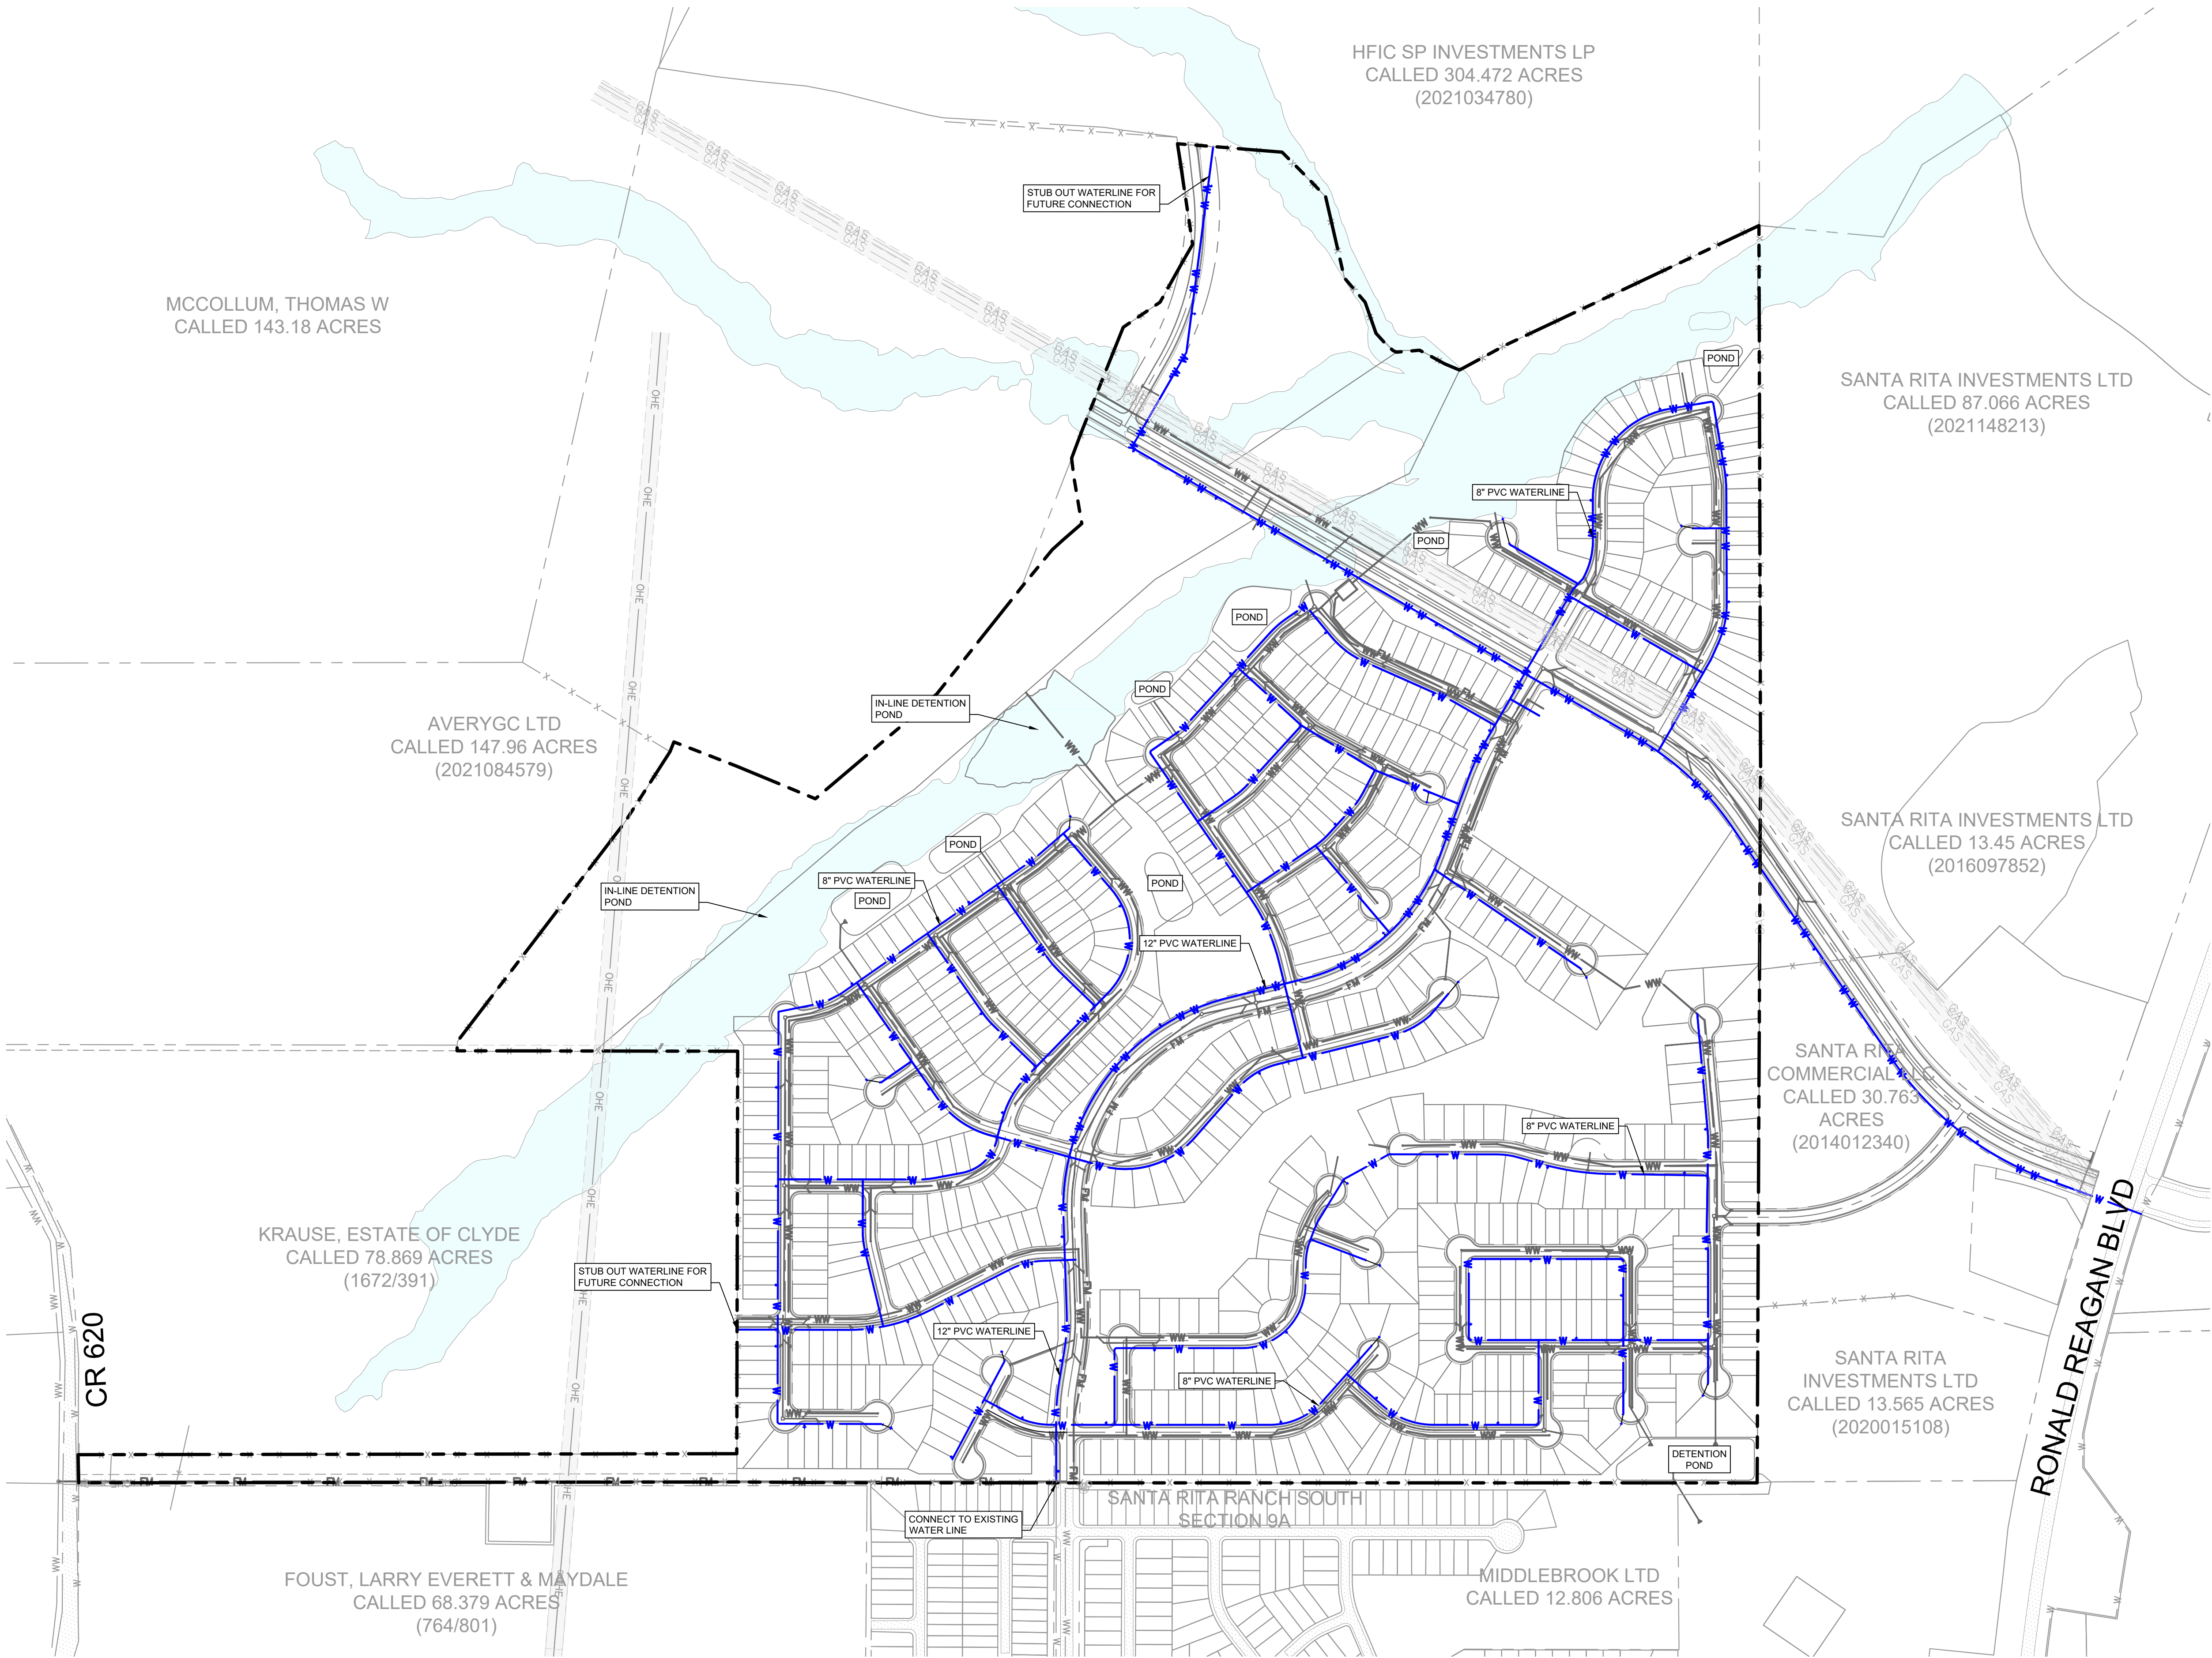 HFIC SP INVESTMENTS LP
CALLED 304.472 ACRES
(2021034780)
STUB OUT WATERLINE FOR
FUTURE CONNECTION
MCCOLLUM, THOMAS W
CALLED 143.18 ACRES
POND
SANTA RITA INVESTMENTS LTD
CALLED 87.066 ACRES
(2021148213)
8" PVC WATERLINE
POND
POND
POND
IN-LINE DETENTION
POND
AVERYGC LTD
CALLED 147.96 ACRES
(2021084579)
SANTA RITA INVESTMENTS LTD
CALLED 13.45 ACRES
(2016097852)
POND
8" PVC WATERLINE
POND
POND
IN-LINE DETENTION
POND
12" PVC WATERLINE
SANTA RITA
COMMERCIAL LLC
CALLED 30.763
ACRES
(2014012340)
8" PVC WATERLINE
KRAUSE, ESTATE OF CLYDE
CALLED 78.869 ACRES
(1672/391)
STUB OUT WATERLINE FOR
FUTURE CONNECTION
12" PVC WATERLINE
8" PVC WATERLINE
CR 620
RONALD REAGAN BLVD
SANTA RITA
INVESTMENTS LTD
CALLED 13.565 ACRES
(2020015108)
DETENTION
POND
SANTA RITA RANCH SOUTH
SECTION 9A
CONNECT TO EXISTING
WATER LINE
FOUST, LARRY EVERETT & MAYDALE
CALLED 68.379 ACRES
(764/801)
MIDDLEBROOK LTD
CALLED 12.806 ACRES
GAS
OHE
WW
FM
W
X